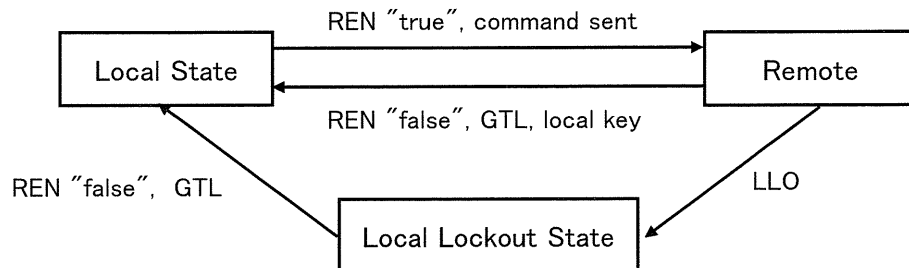 REN "true", command sent
Local State
Remote
REN "false", GTL, local key
REN "false", GTL
LLO
Local Lockout State